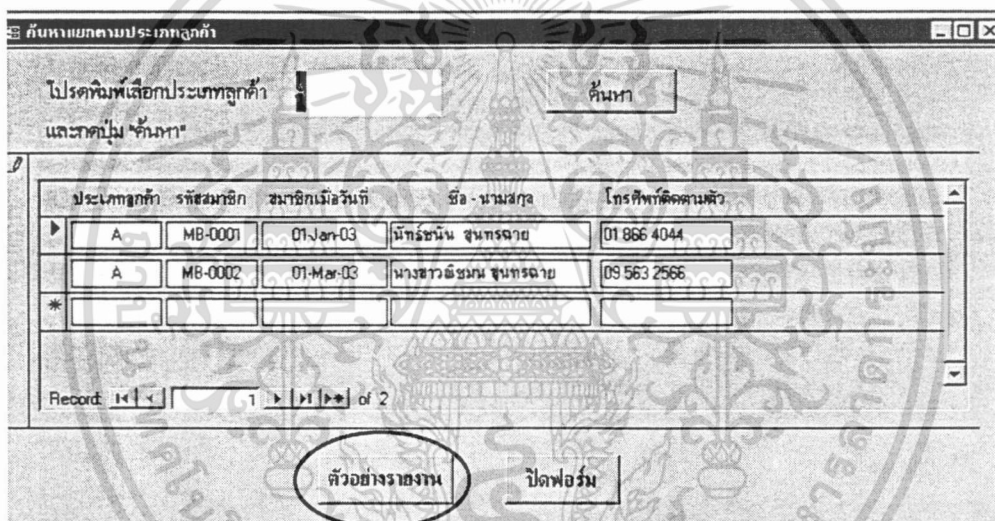 ค้นหาแยกตามประเภทลูกค้า
โปรดพิมพ์เลือกประเภทลูกค้า ค้นหา
และกดปุ่ม "ค้นหา"
ประเภทลูกค้า รหัสสมาชิก สมาชิกเมื่อวันที่ ชื่อ - นามสกุล โทรศัพท์ติดตามตัว
A MB-0001 01-Jan-03 นัทธ์ชนัน สุนทรฉาย 01 866 4044
A MB-0002 01-Mar-03 นางสาวพิชมน สุนทรฉาย 09 563 2566
Record: 1 of 2
ตัวอย่างรายงาน ปิดฟอร์ม